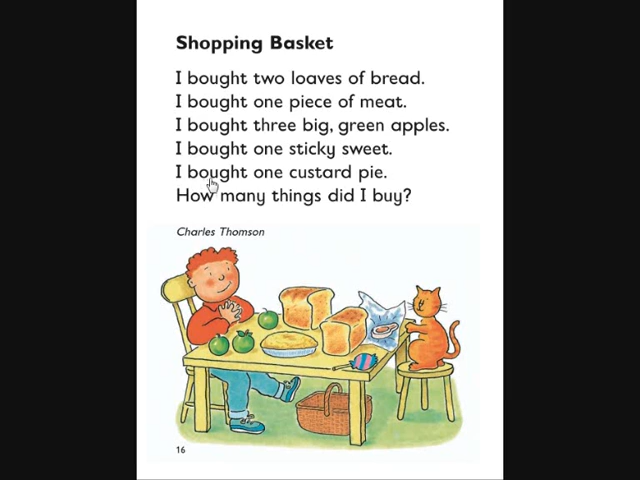 Shopping Basket
I bought two loaves of bread.
I bought one piece of meat.
I bought three big, green apples.
I bought one sticky sweet.
I bought one custard pie.
How many things did I buy?
Charles Thomson
16